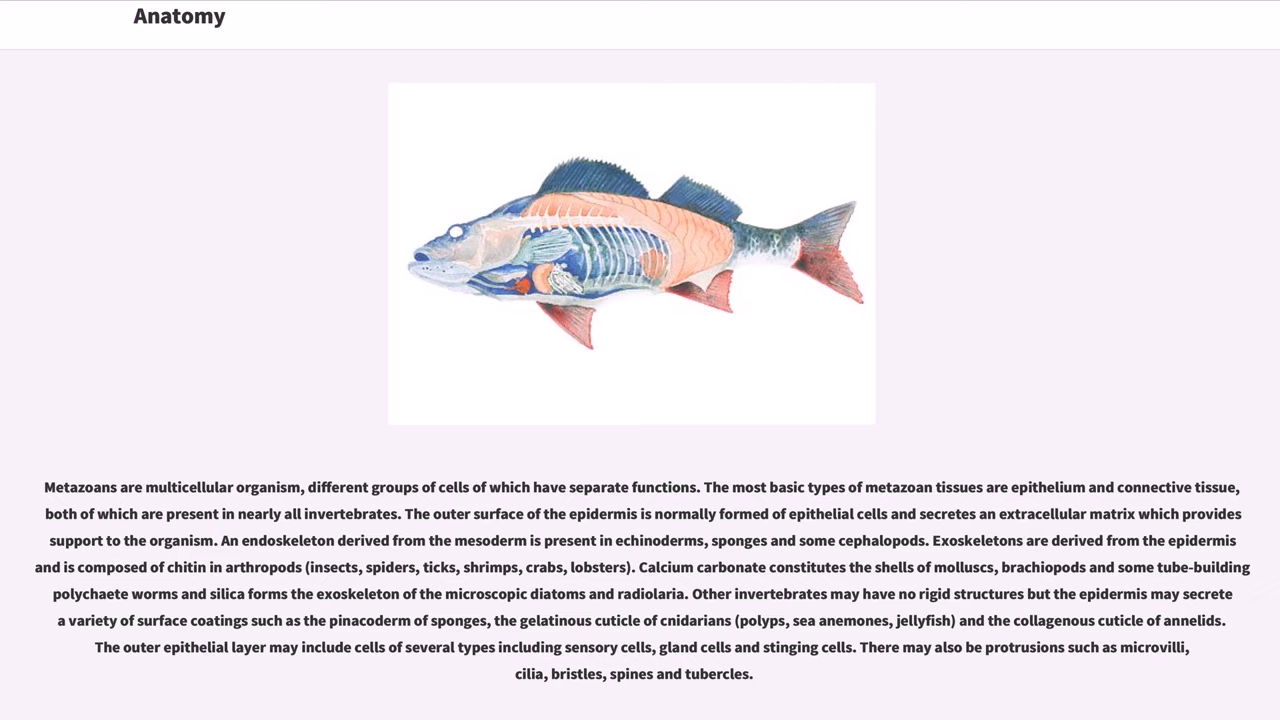 Anatomy
Metazoans are multicellular organism, different groups of cells of which have separate functions. The most basic types of metazoan tissues are epithelium and connective tissue,
both of which are present in nearly all invertebrates. The outer surface of the epidermis is normally formed of epithelial cells and secretes an extracellular matrix which provides
support to the organism. An endoskeleton derived from the mesoderm is present in echinoderms, sponges and some cephalopods. Exoskeletons are derived from the epidermis
and is composed of chitin in arthropods (insects, spiders, ticks, shrimps, crabs, lobsters). Calcium carbonate constitutes the shells of molluscs, brachiopods and some tube-building
polychaete worms and silica forms the exoskeleton of the microscopic diatoms and radiolaria. Other invertebrates may have no rigid structures but the epidermis may secrete
a variety of surface coatings such as the pinacoderm of sponges, the gelatinous cuticle of cnidarians (polyps, sea anemones, jellyfish) and the collagenous cuticle of annelids.
The outer epithelial layer may include cells of several types including sensory cells, gland cells and stinging cells. There may also be protrusions such as microvilli,
cilia, bristles, spines and tubercles.